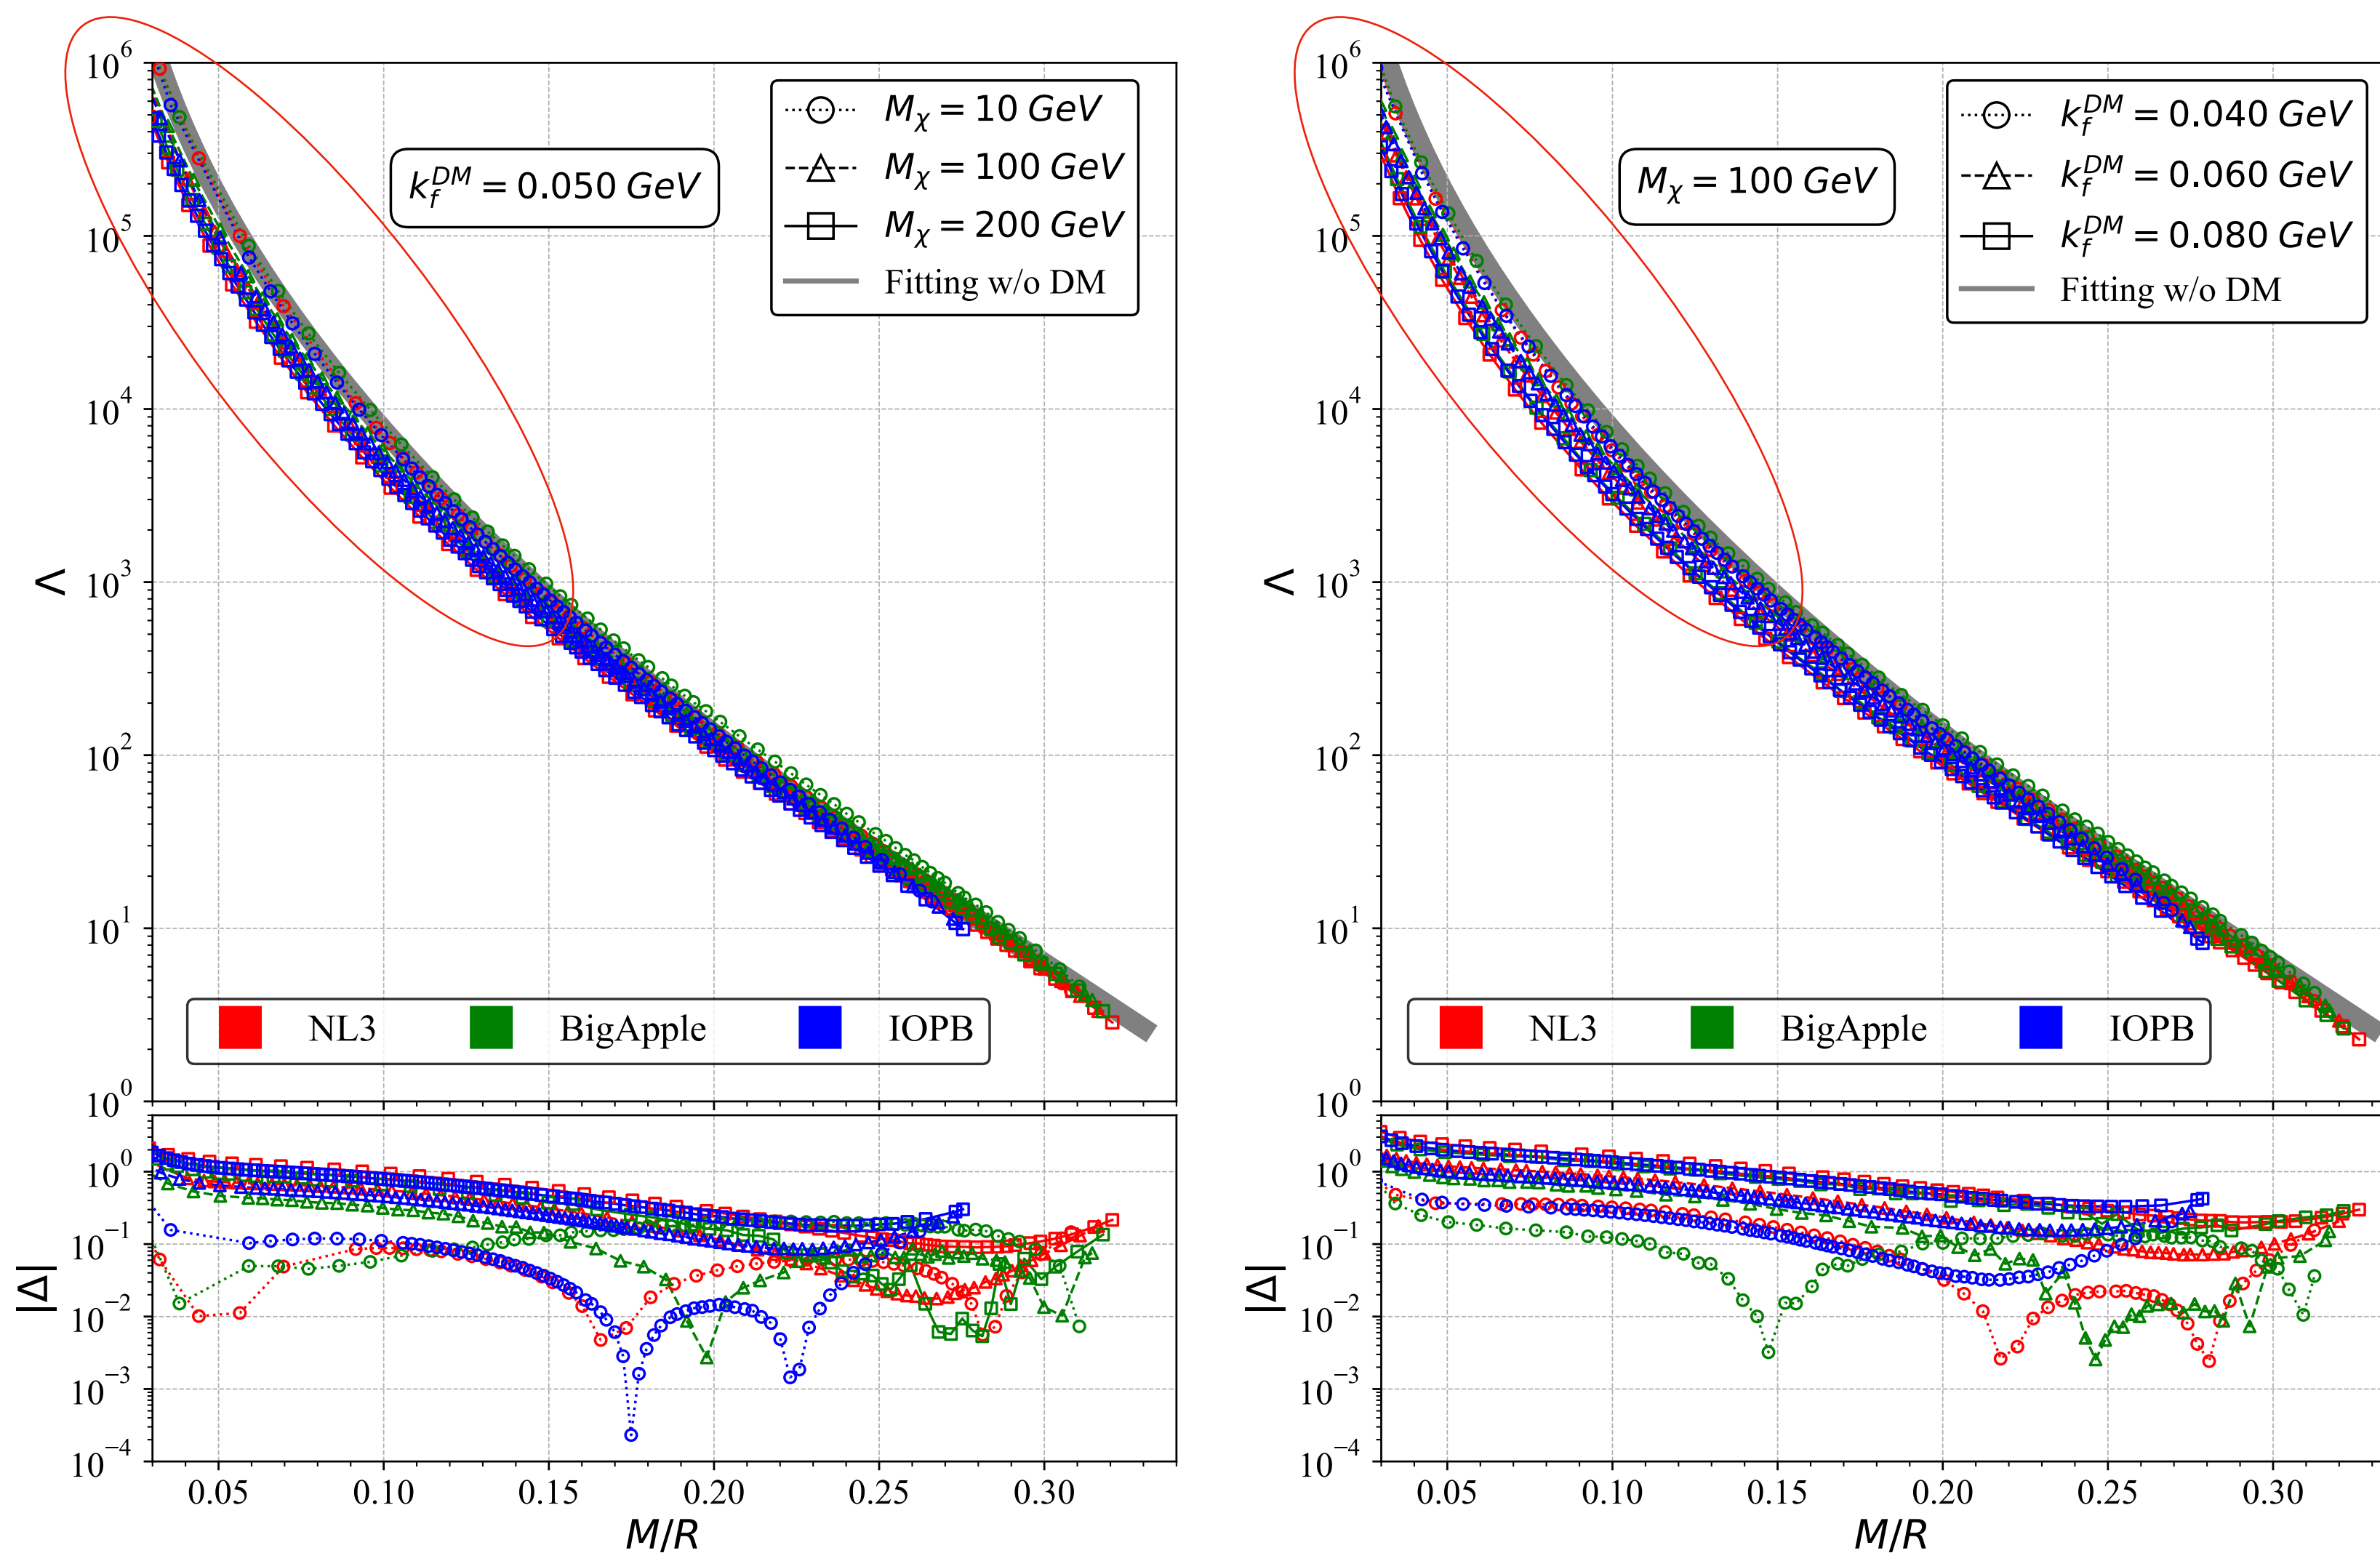 10^6
10^5
10^4
10^3
10^2
10^1
10^0
Λ
k_f^{DM} = 0.050 GeV
M_χ = 10 GeV
M_χ = 100 GeV
M_χ = 200 GeV
Fitting w/o DM
NL3 BigApple IOPB
10^0
10^{−1}
10^{−2}
10^{−3}
10^{−4}
|Δ|
0.05 0.10 0.15 0.20 0.25 0.30
M/R
10^6
10^5
10^4
10^3
10^2
10^1
10^0
Λ
M_χ = 100 GeV
k_f^{DM} = 0.040 GeV
k_f^{DM} = 0.060 GeV
k_f^{DM} = 0.080 GeV
Fitting w/o DM
NL3 BigApple IOPB
10^0
10^{−1}
10^{−2}
10^{−3}
10^{−4}
|Δ|
0.05 0.10 0.15 0.20 0.25 0.30
M/R